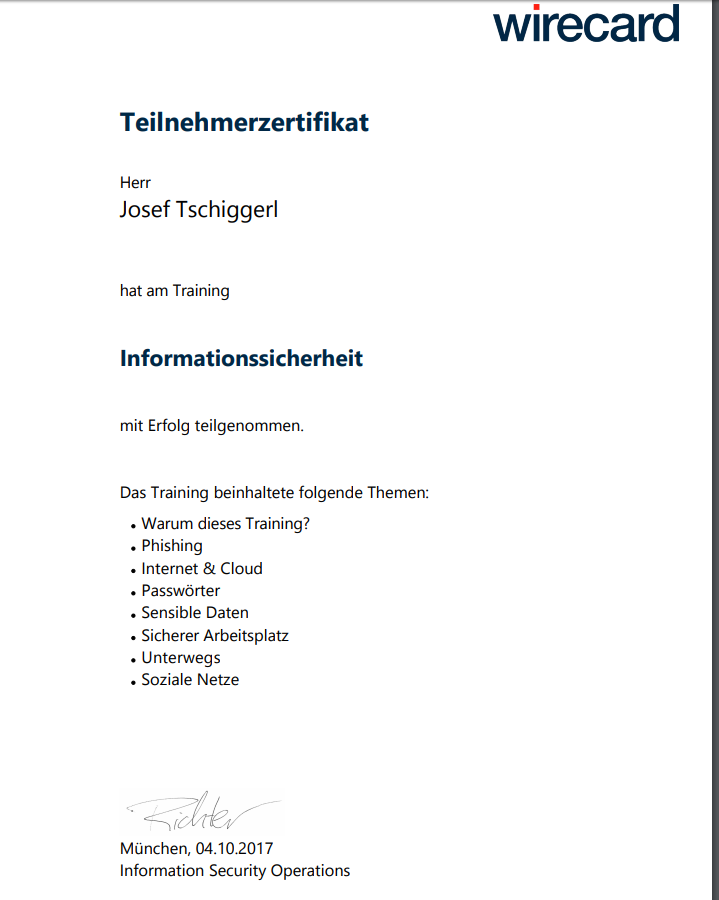 wirecard
Teilnehmerzertifikat
Herr
Josef Tschiggerl
hat am Training
Informationssicherheit
mit Erfolg teilgenommen.
Das Training beinhaltete folgende Themen:
• Warum dieses Training?
• Phishing
• Internet & Cloud
• Passwörter
• Sensible Daten
• Sicherer Arbeitsplatz
• Unterwegs
• Soziale Netze
Richter
München, 04.10.2017
Information Security Operations